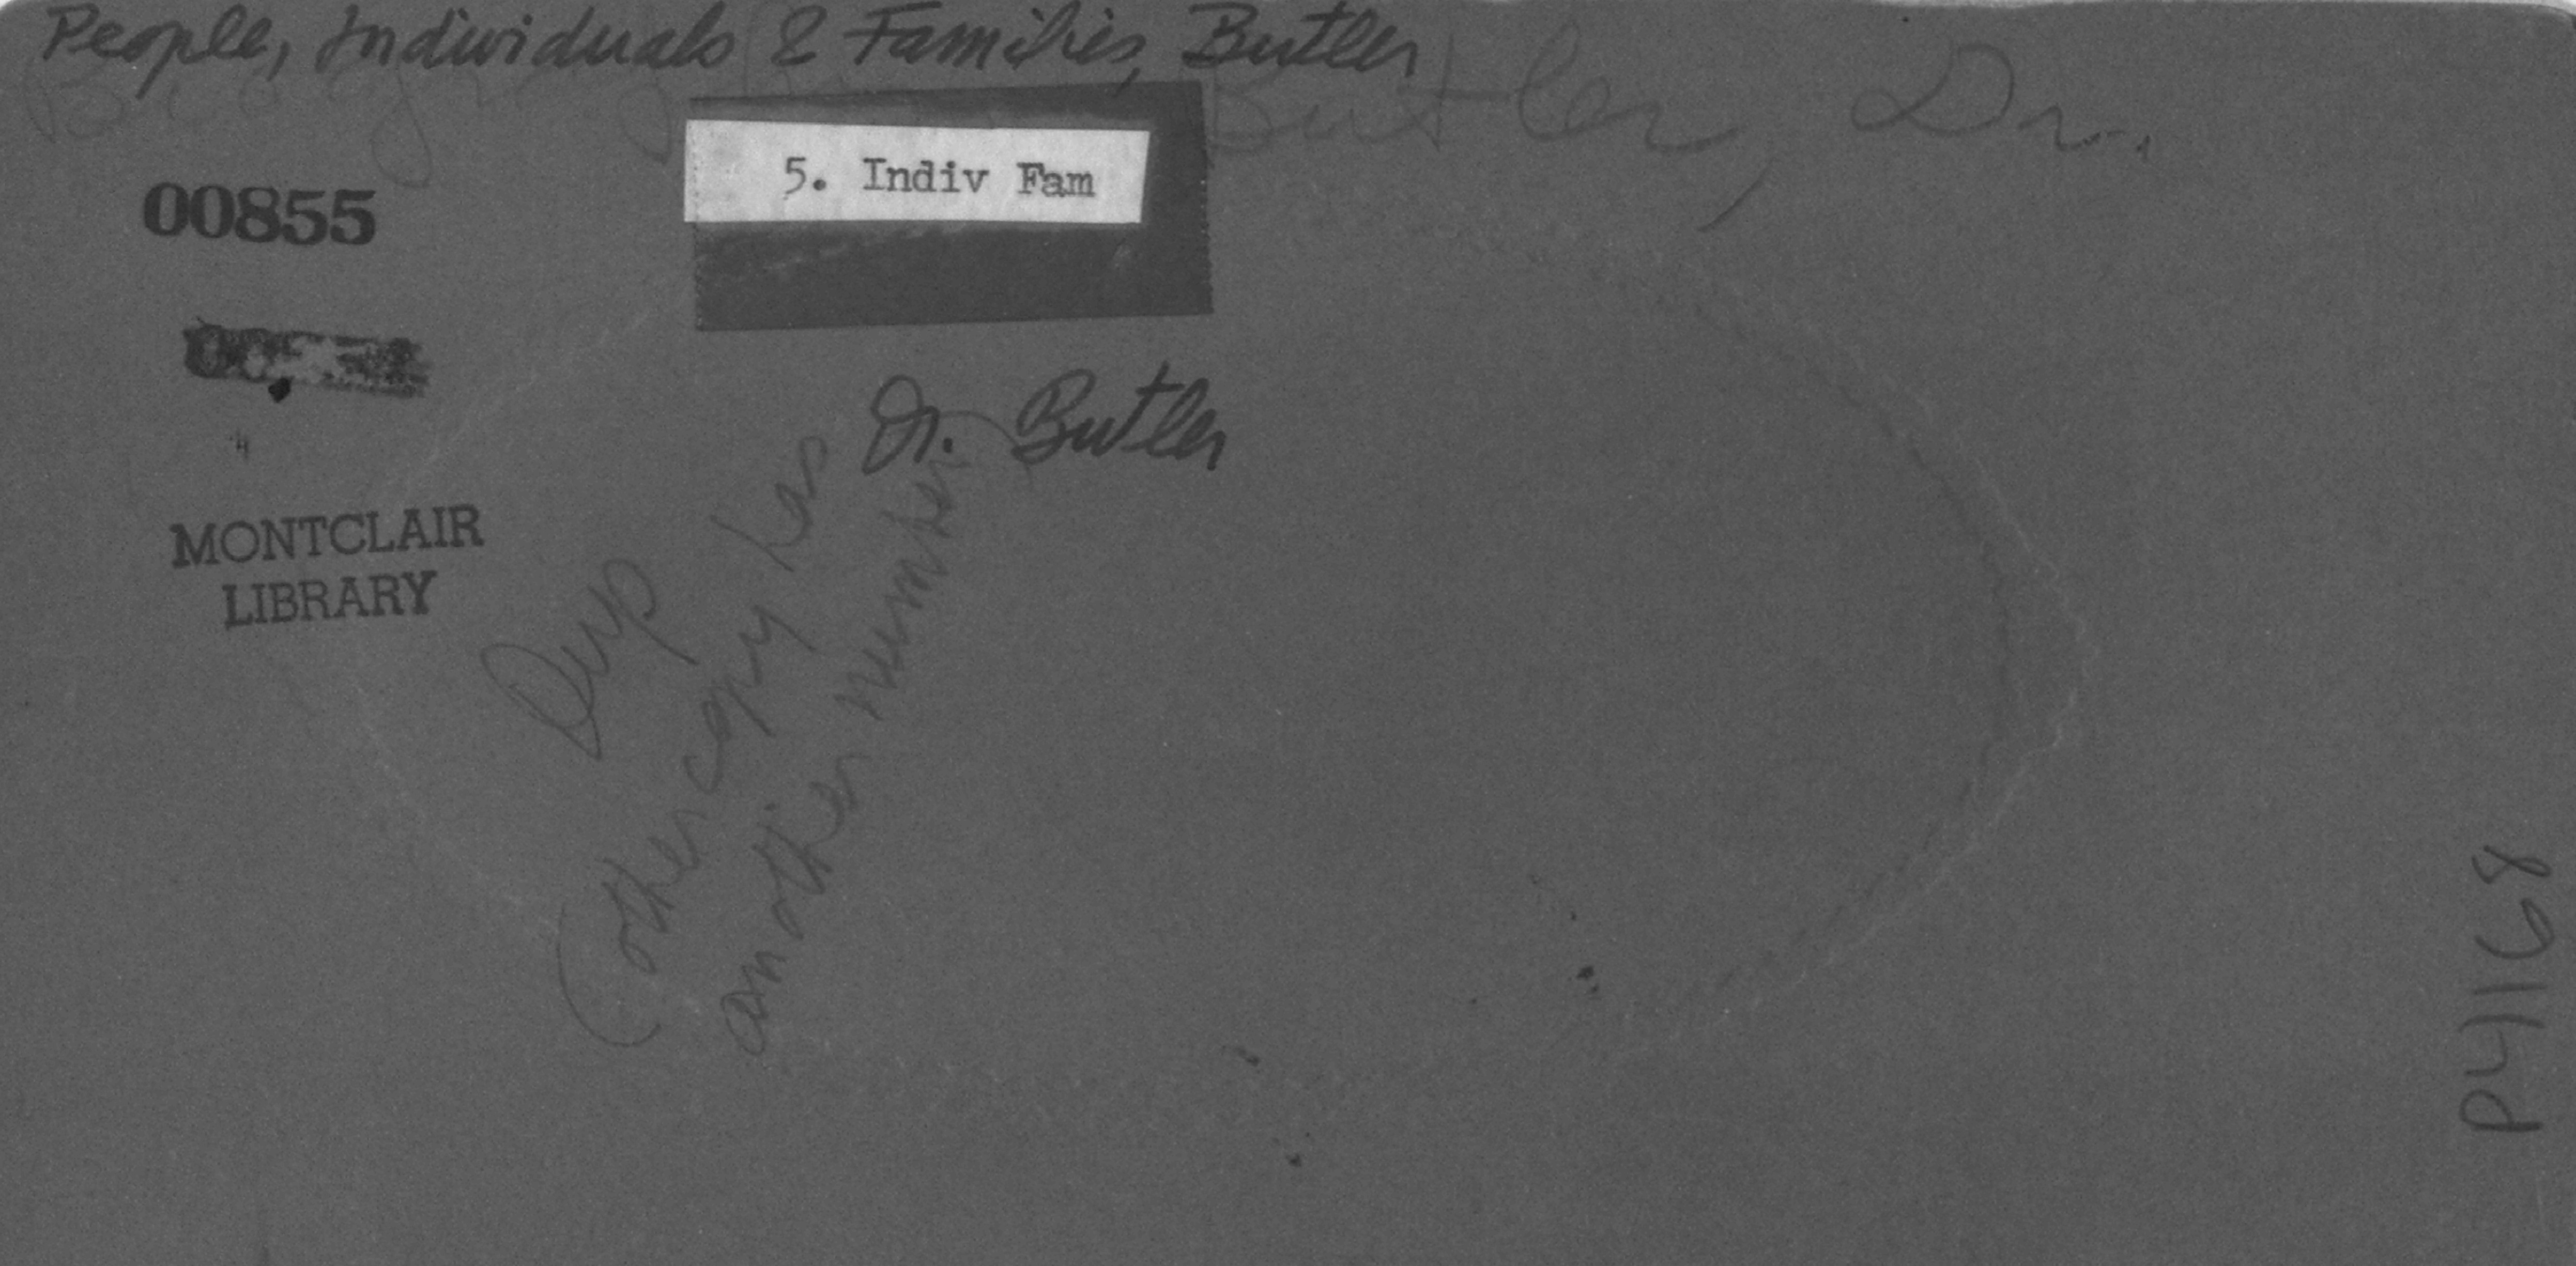 People, Individuals & Families, Butler
Butler, Dr.
00855
5. Indiv Fam
Dr. Butler
MONTCLAIR
LIBRARY
Dup
(other copy has
another number)
P41168